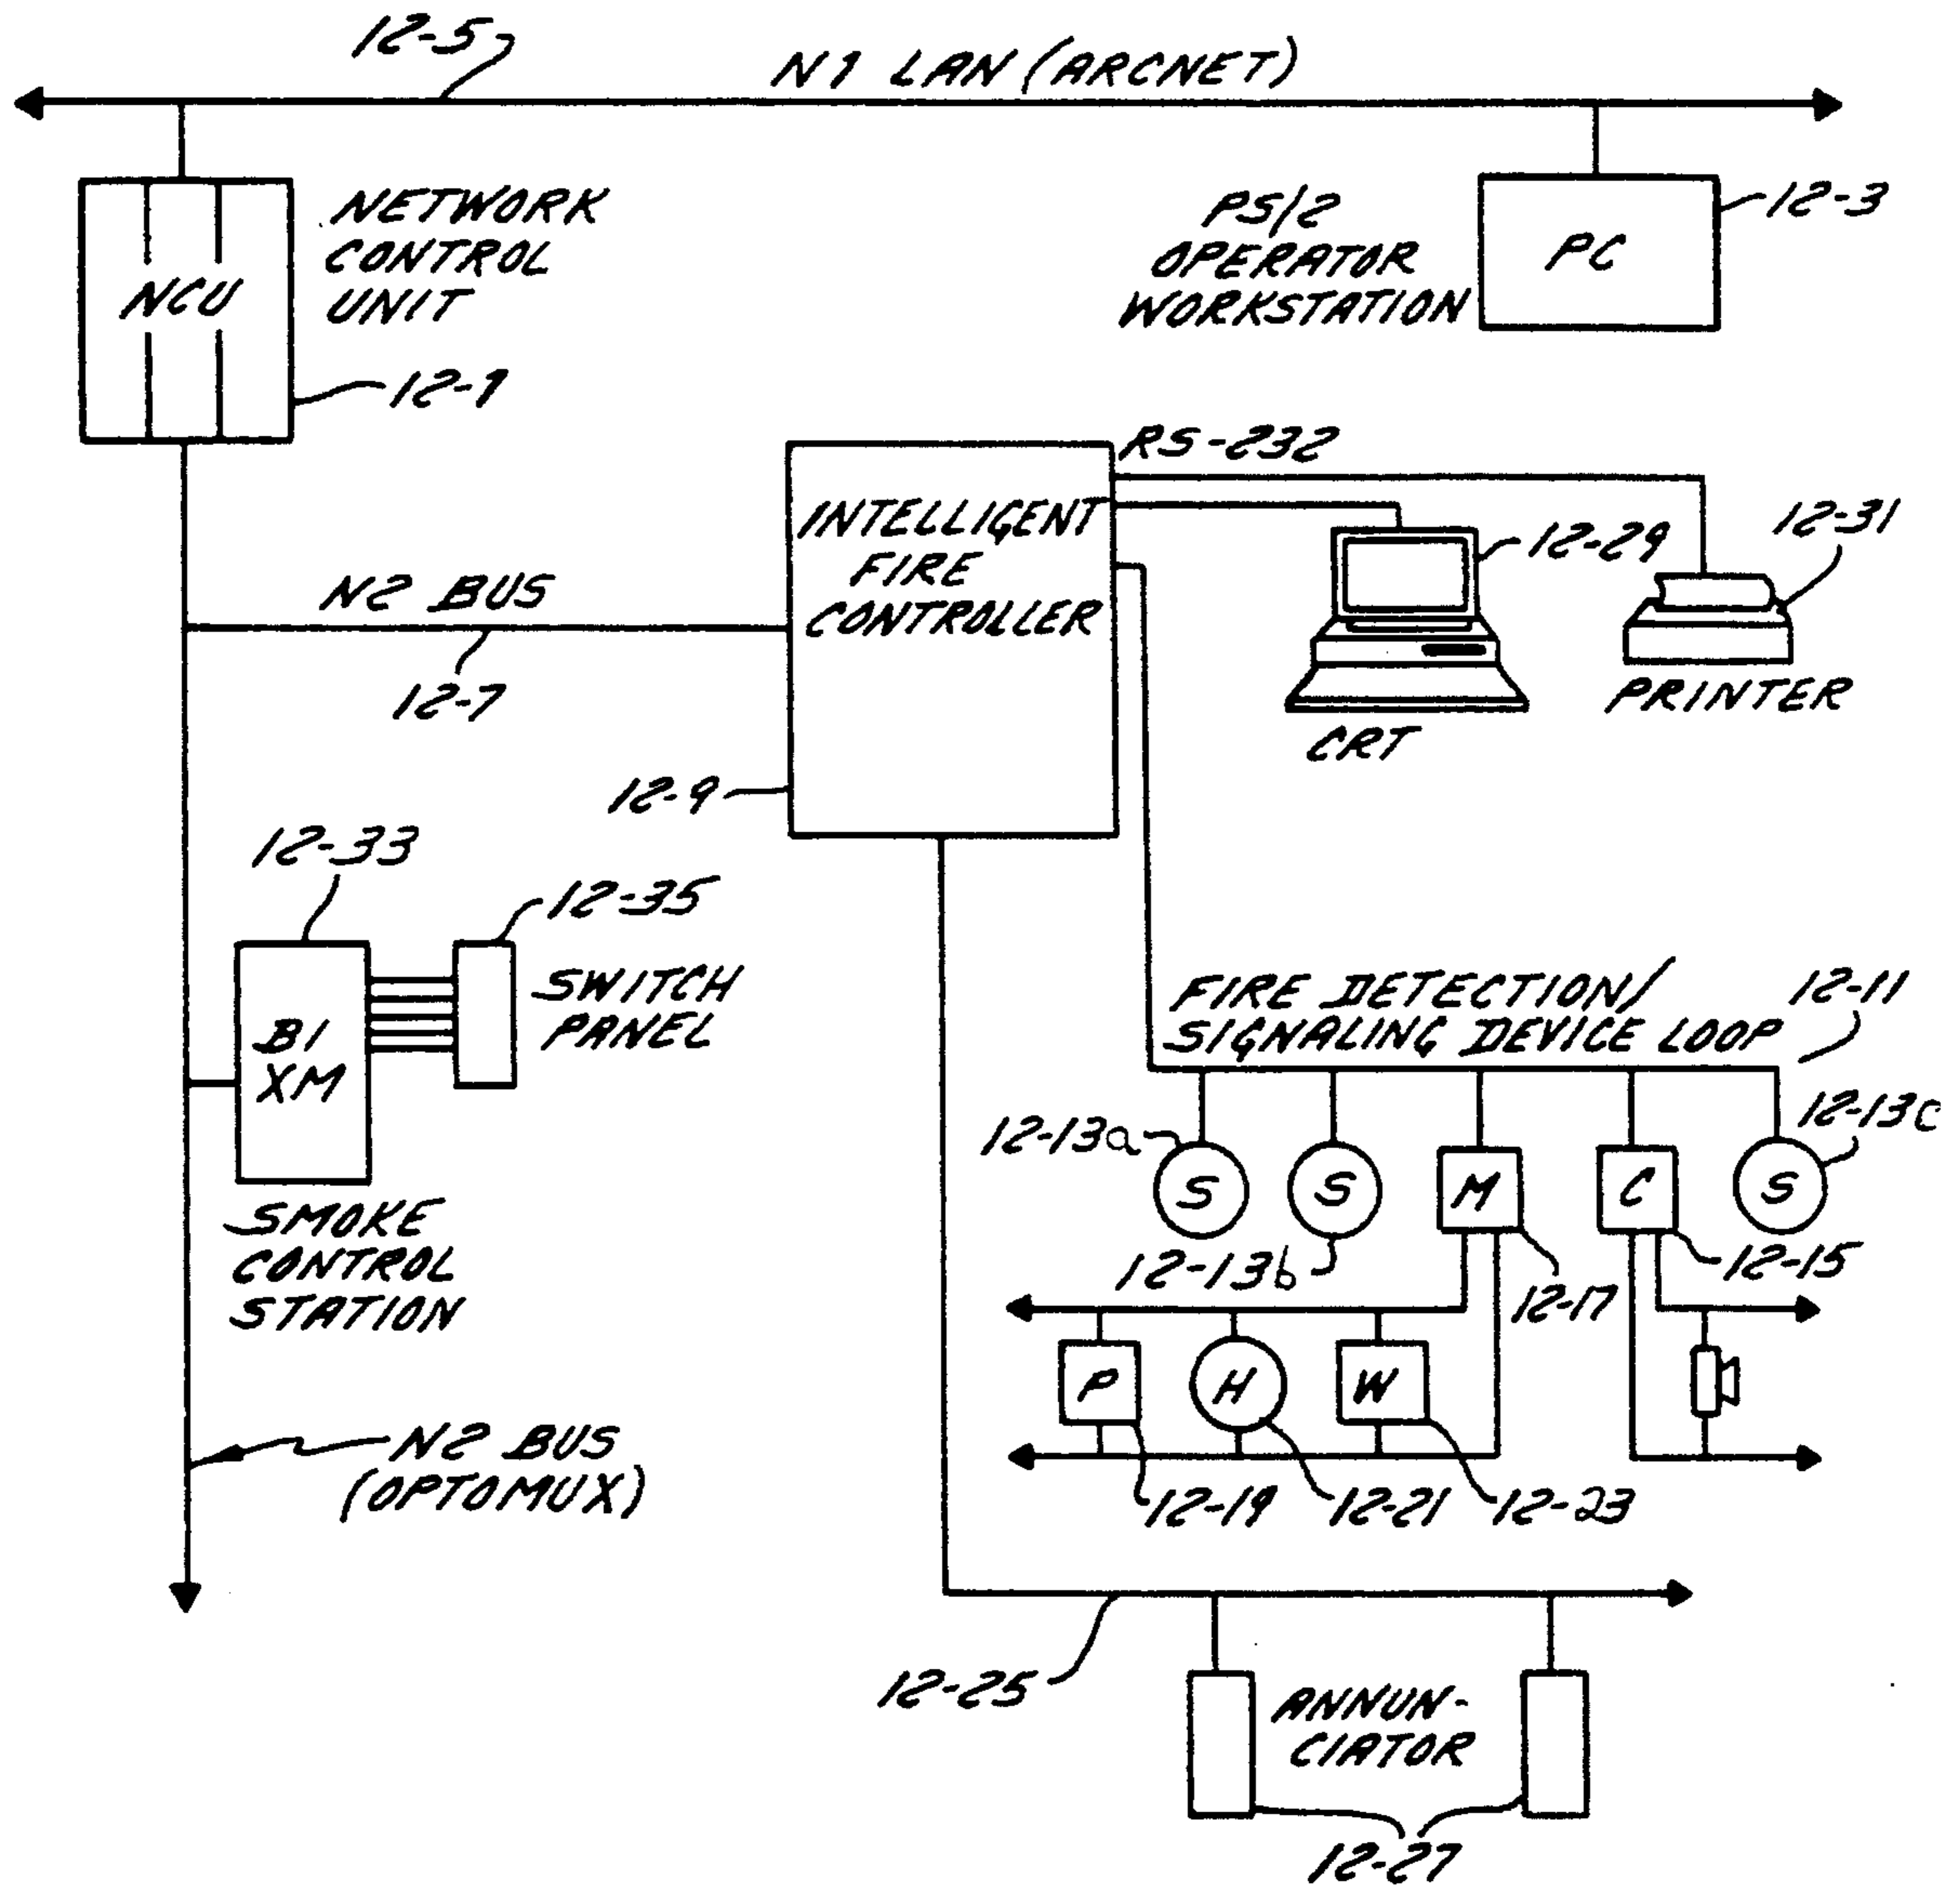 12-5
N1 LAN (ARCNET)
NETWORK
CONTROL
UNIT
NCU
12-1
PS/2
OPERATOR
WORKSTATION
PC
12-3
RS-232
INTELLIGENT
FIRE
CONTROLLER
12-29
12-31
CRT
PRINTER
N2 BUS
12-7
12-9
12-33
12-35
B1
XM
SWITCH
PANEL
SMOKE
CONTROL
STATION
FIRE DETECTION/
SIGNALING DEVICE LOOP
12-11
12-13a
12-13c
S
S
M
C
S
12-13b
12-17
12-15
P
H
W
12-19
12-21
12-23
N2 BUS
(OPTOMUX)
12-25
ANNUN-
CIATOR
12-27